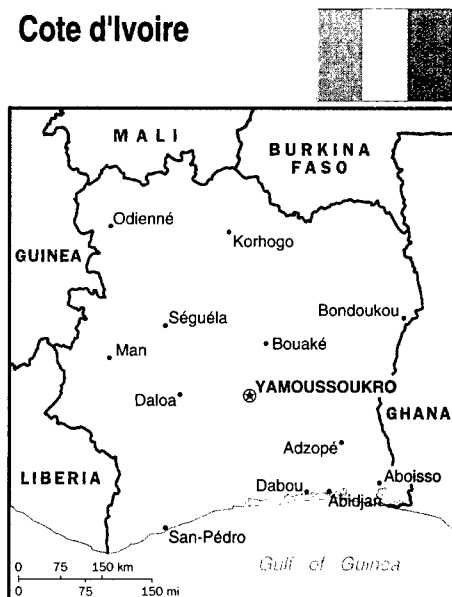 Cote d'Ivoire
MALI
BURKINA
FASO
Odienné
Korhogo
GUINEA
Bondoukou
Séguéla
Bouaké
Man
YAMOUSSOUKRO
Daloa
GHANA
Adzopé
LIBERIA
Aboisso
Dabou
Abidjan
San-Pédro
Gulf of Guinea
0 75 150 km
0 75 150 mi